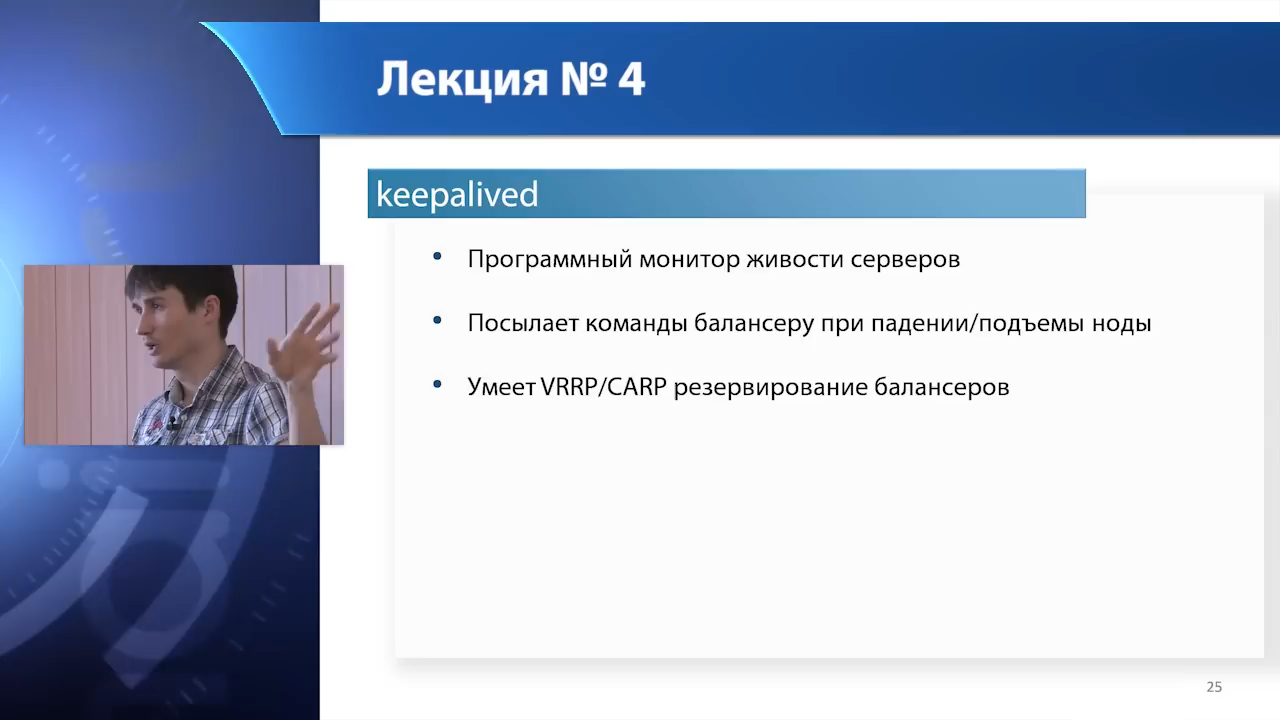 Лекция № 4
keepalived
• Программный монитор живости серверов
• Посылает команды балансеру при падении/подъемы ноды
• Умеет VRRP/CARP резервирование балансеров
25